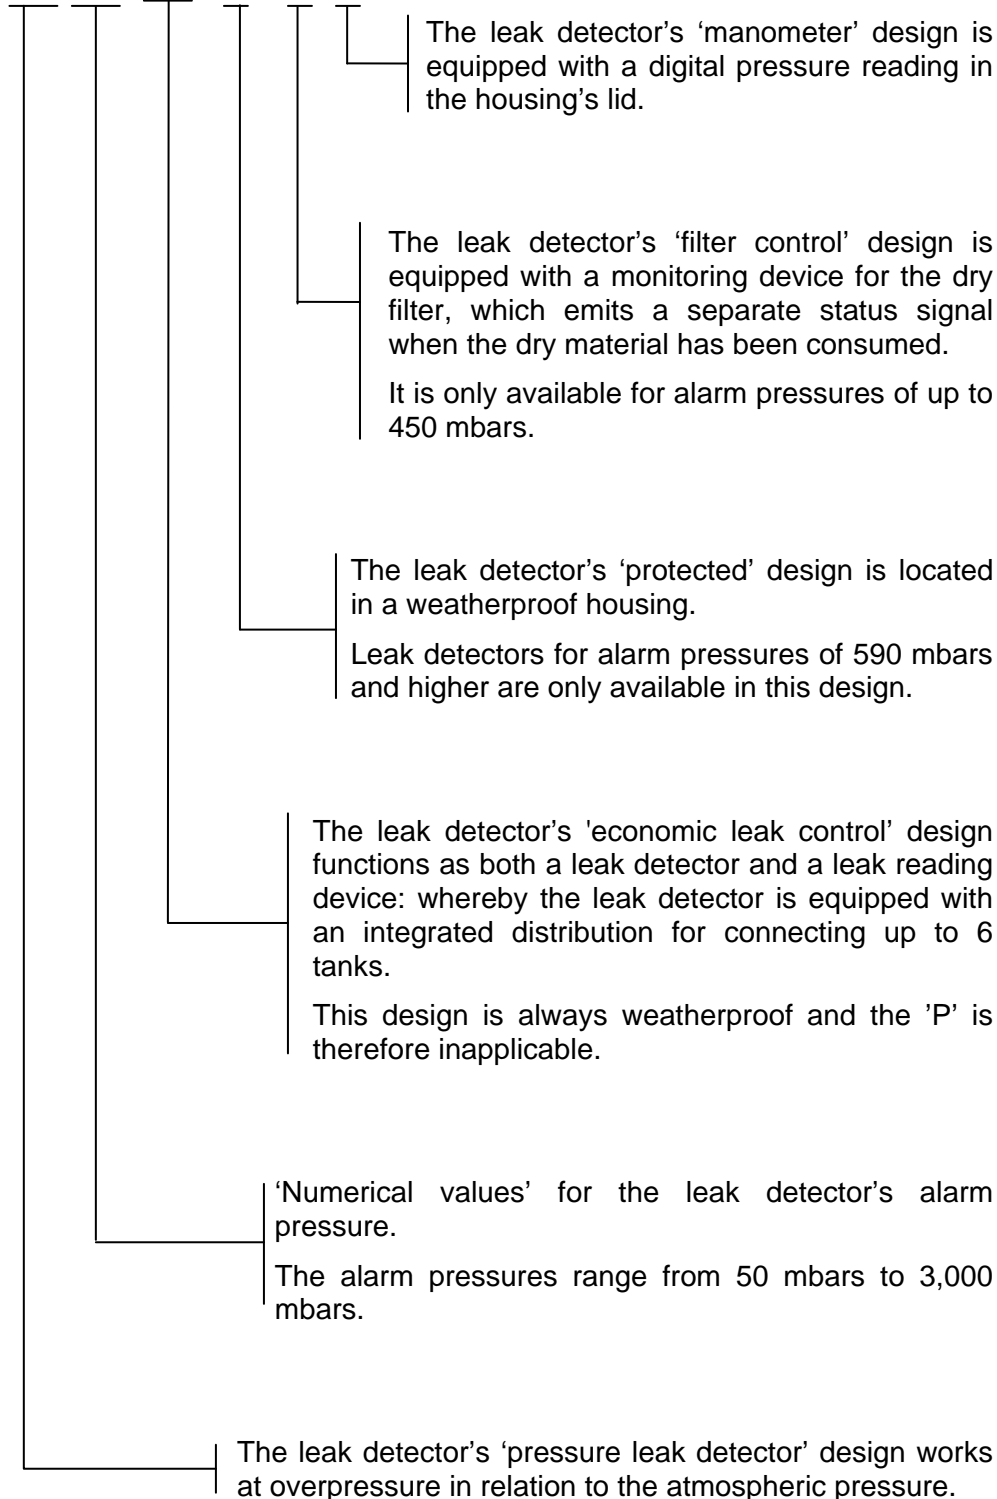 The leak detector’s ‘manometer’ design is
equipped with a digital pressure reading in
the housing’s lid.
The leak detector’s ‘filter control’ design is
equipped with a monitoring device for the dry
filter, which emits a separate status signal
when the dry material has been consumed.
It is only available for alarm pressures of up to
450 mbars.
The leak detector’s ‘protected’ design is located
in a weatherproof housing.
Leak detectors for alarm pressures of 590 mbars
and higher are only available in this design.
The leak detector’s 'economic leak control’ design
functions as both a leak detector and a leak reading
device: whereby the leak detector is equipped with
an integrated distribution for connecting up to 6
tanks.
This design is always weatherproof and the ’P’ is
therefore inapplicable.
‘Numerical values’ for the leak detector’s alarm
pressure.
The alarm pressures range from 50 mbars to 3,000
mbars.
The leak detector’s ‘pressure leak detector’ design works
at overpressure in relation to the atmospheric pressure.